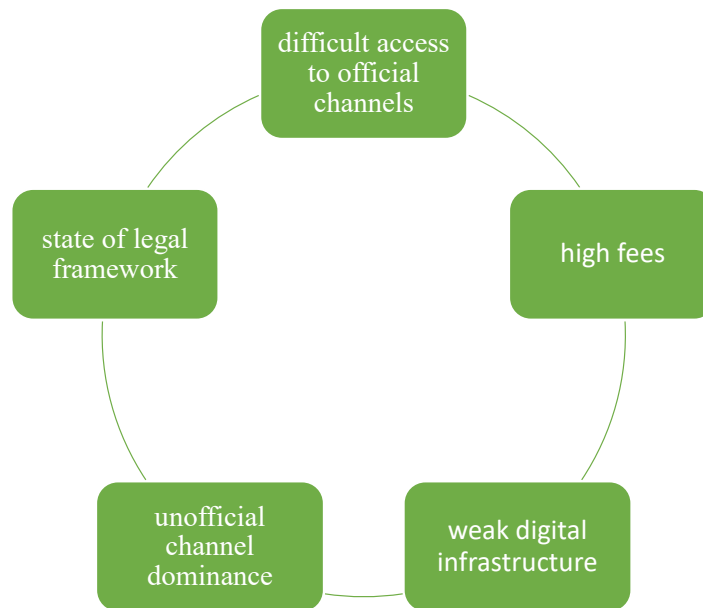 difficult access
to official
channels
high fees
weak digital
infrastructure
unofficial
channel
dominance
state of legal
framework